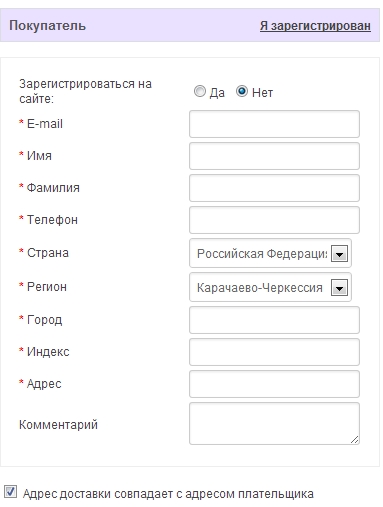 Покупатель Я зарегистрирован
Зарегистрироваться на
сайте: Да Нет
* E-mail
* Имя
* Фамилия
* Телефон
* Страна Российская Федерация
* Регион Карачаево-Черкессия
* Город
* Индекс
* Адрес
Комментарий
Адрес доставки совпадает с адресом плательщика